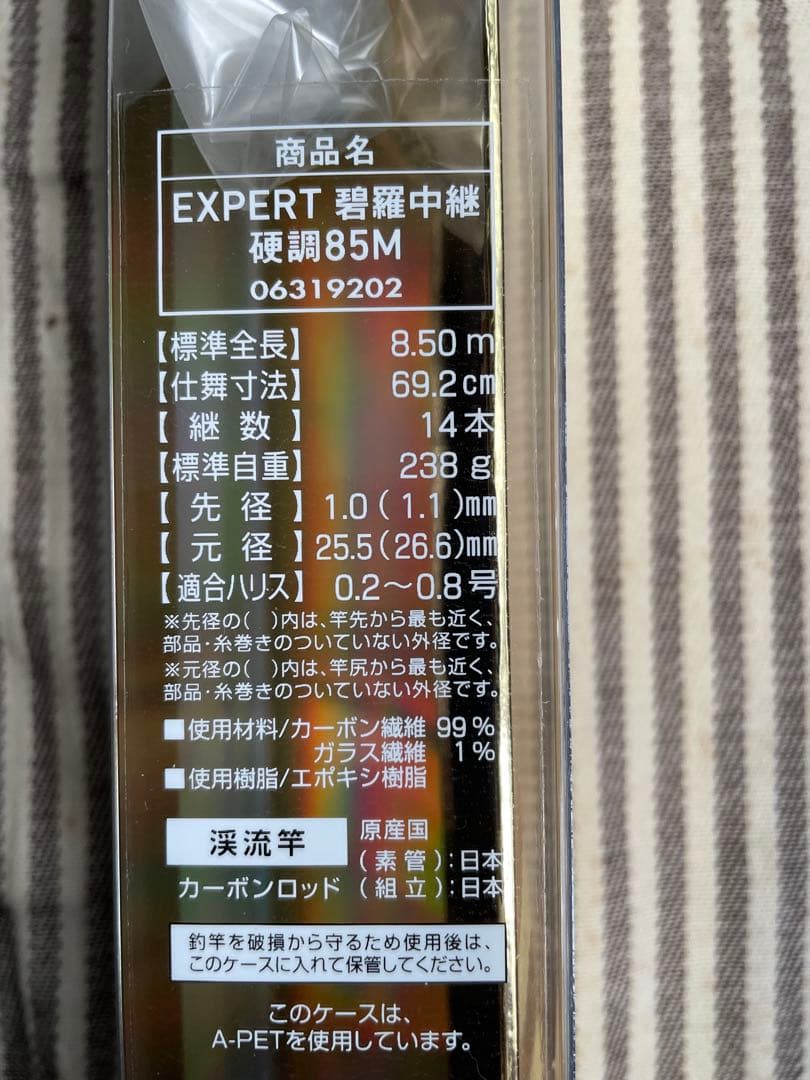 商品名
EXPERT 碧羅中継
硬調85M
06319202
【標準全長】 8.50 m
【仕舞寸法】 69.2cm
【継数】 14本
【標準自重】 238 g
【先径】 1.0(1.1)mm
【元径】 25.5(26.6)mm
【適合ハリス】 0.2〜0.8号
※先径の( )内は、竿先から最も近く、
部品・糸巻きのついていない外径です。
※元径の( )内は、竿尻から最も近く、
部品・糸巻きのついていない外径です。
■使用材料/カーボン繊維 99%
ガラス繊維 1%
■使用樹脂/エポキシ樹脂
渓流竿 原産国
(素管):日本
カーボンロッド (組立):日本
釣竿を破損から守るため使用後は、
このケースに入れて保管してください。
このケースは、
A-PETを使用しています。